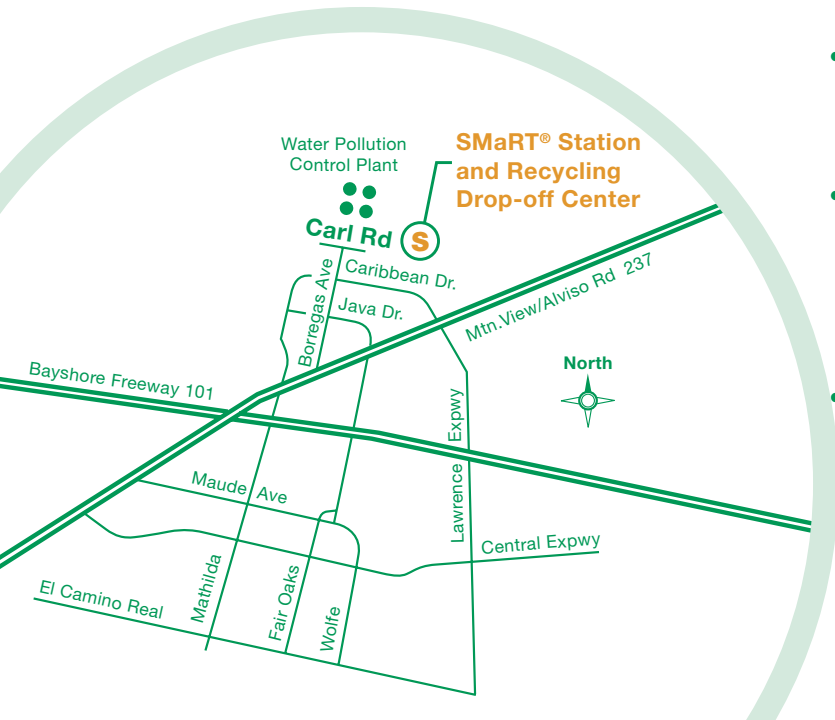 Water Pollution
Control Plant
SMaRT® Station
and Recycling
Drop-off Center
Carl Rd
S
Caribbean Dr.
Borregas Ave
Java Dr.
Mtn.View/Alviso Rd 237
North
Bayshore Freeway 101
Lawrence Expwy
Maude Ave
Central Expwy
El Camino Real
Mathilda
Fair Oaks
Wolfe